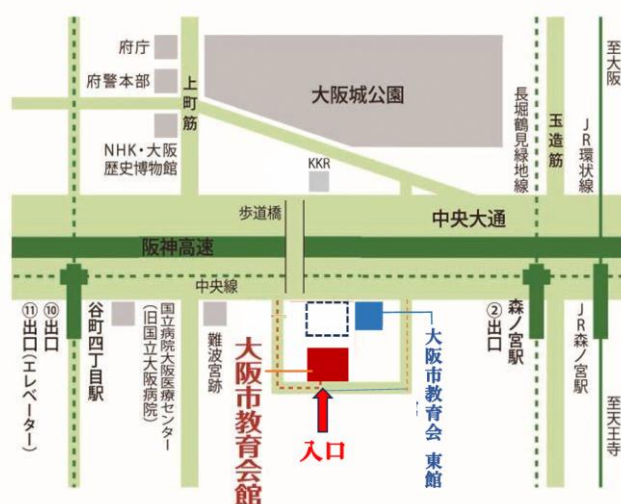 府庁
府警本部
上町筋
NHK・大阪
歴史博物館
大阪城公園
KKR
長堀鶴見緑地線
玉造筋
JR環状線
至大阪
歩道橋
中央大通
阪神高速
中央線
⑪出口(エレベーター)
⑩出口
谷町四丁目駅
国立病院大阪医療センター
(旧国立大阪病院)
難波宮跡
大阪市教育会館
入口
大阪市教育会 東館
館
②出口
森ノ宮駅
JR森ノ宮駅
至天王寺